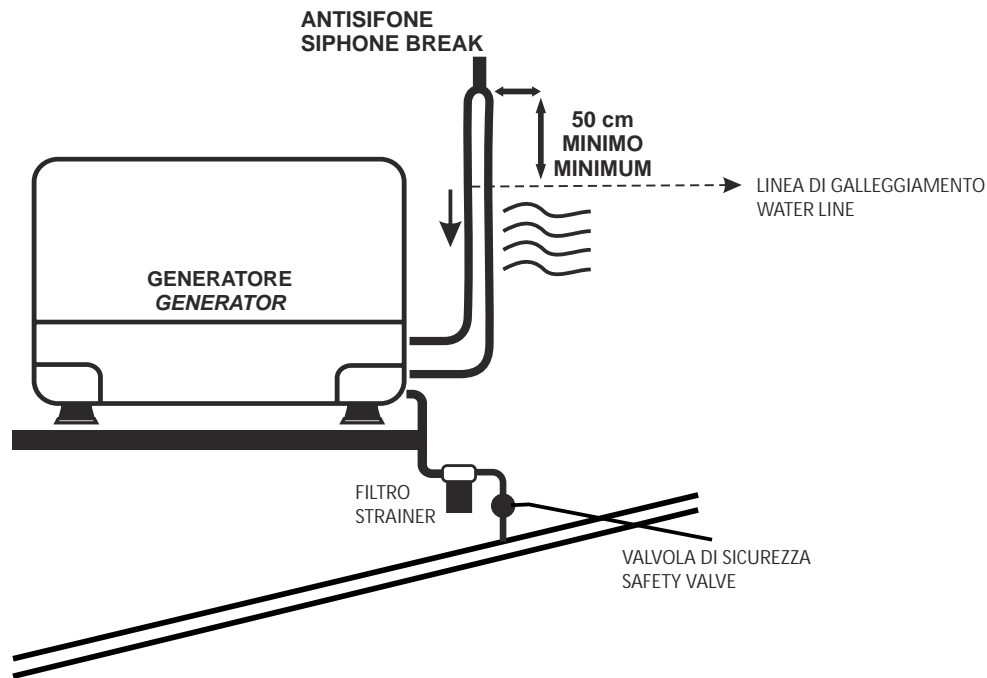 ANTISIFONE
SIPHONE BREAK
50 cm
MINIMO
MINIMUM
LINEA DI GALLEGGIAMENTO
WATER LINE
GENERATORE
GENERATOR
FILTRO
STRAINER
VALVOLA DI SICUREZZA
SAFETY VALVE